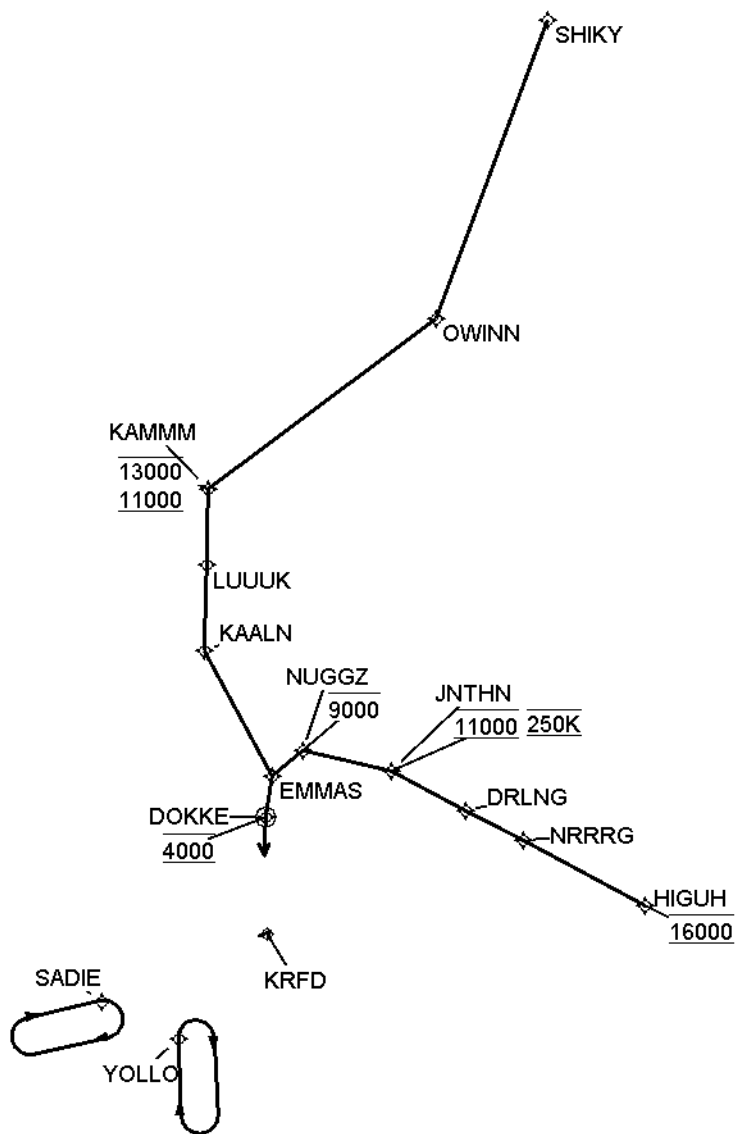 SHIKY
OWINN
KAMMM
13000
11000
LUUUK
KAALN
NUGGZ
9000
JNTHN
11000 250K
EMMAS
DRLNG
DOKKE
4000
NRRRG
HIGUH
16000
KRFD
SADIE
YOLLO